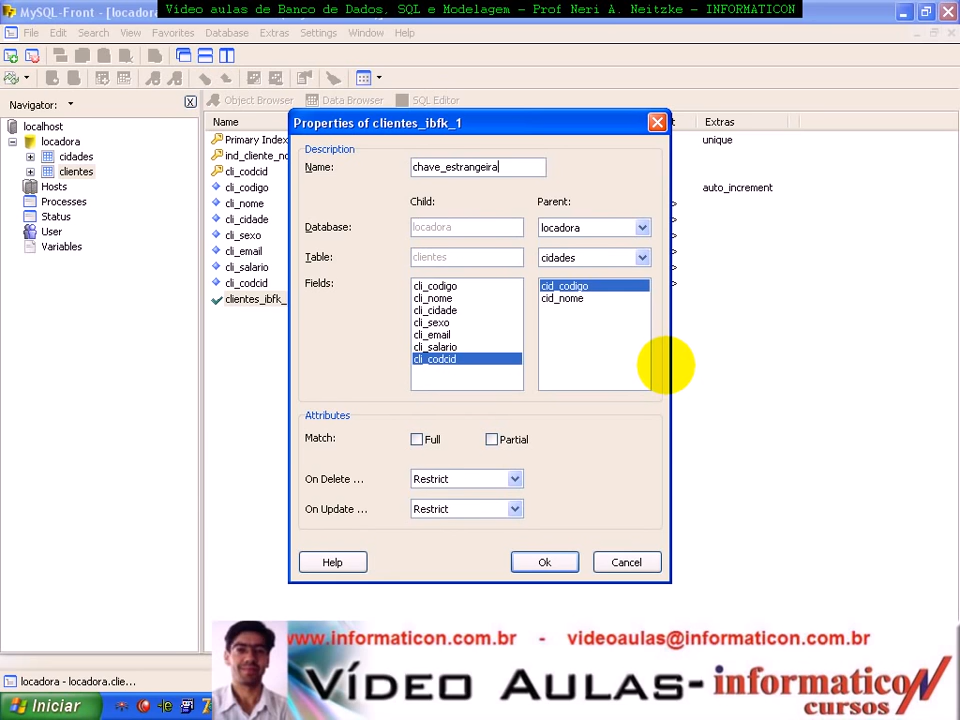 MySQL-Front - [locadora
Vídeo aulas de Banco de Dados, SQL e Modelagem - Prof Neri A. Neitzke - INFORMATICON
File Edit Search View Favorites Database Extras Settings Window Help
Navigator:
Object Browser Data Browser SQL Editor
localhost
locadora
cidades
clientes
Hosts
Processes
Status
User
Variables
Name
Extras
Primary Index
unique
ind_cliente_no
cli_codcid
cli_codigo
auto_increment
cli_nome
cli_cidade
cli_sexo
cli_email
cli_salario
cli_codcid
clientes_ibfk_
Properties of clientes_ibfk_1
Description
Name: chave_estrangeira
Child: Parent:
Database: locadora locadora
Table: clientes cidades
Fields:
cli_codigo
cli_nome
cli_cidade
cli_sexo
cli_email
cli_salario
cli_codcid
cid_codigo
cid_nome
Attributes
Match: Full Partial
On Delete ... Restrict
On Update ... Restrict
Help Ok Cancel
www.informaticon.com.br - videoaulas@informaticon.com.br
Vídeo Aulas- informaticon
cursos
locadora - locadora.clie...
Iniciar